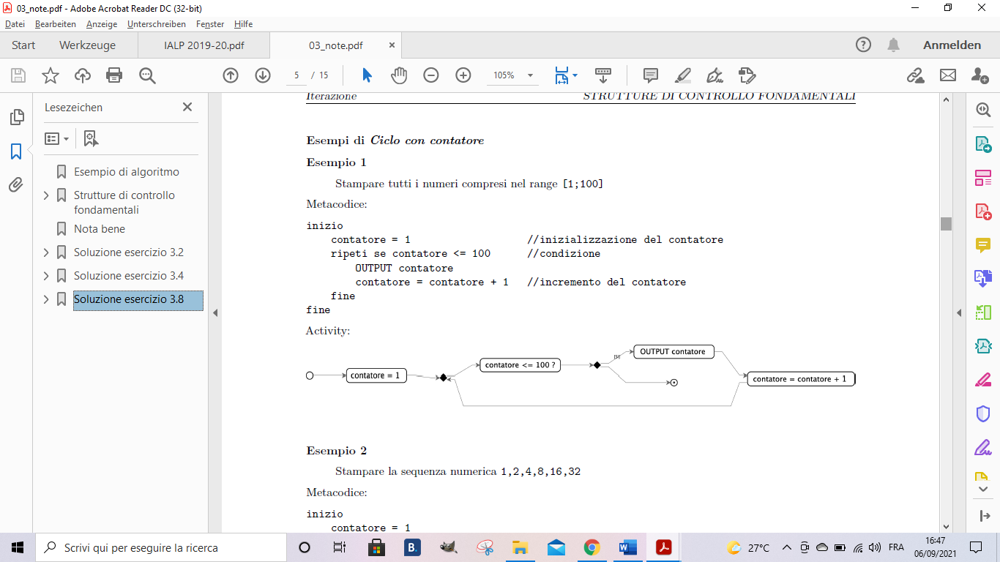 03_note.pdf - Adobe Acrobat Reader DC (32-bit)
Datei Bearbeiten Anzeige Unterschreiben Fenster Hilfe
Start Werkzeuge IALP 2019-20.pdf 03_note.pdf Anmelden
5 / 15 105%
Lesezeichen
Esempio di algoritmo
Strutture di controllo
fondamentali
Nota bene
Soluzione esercizio 3.2
Soluzione esercizio 3.4
Soluzione esercizio 3.8
Iterazione STRUTTURE DI CONTROLLO FONDAMENTALI
Esempi di Ciclo con contatore
Esempio 1
Stampare tutti i numeri compresi nel range [1;100]
Metacodice:
inizio
contatore = 1 //inizializzazione del contatore
ripeti se contatore <= 100 //condizione
OUTPUT contatore
contatore = contatore + 1 //incremento del contatore
fine
fine
Activity:
contatore = 1
contatore <= 100 ?
[SI]
OUTPUT contatore
contatore = contatore + 1
Esempio 2
Stampare la sequenza numerica 1,2,4,8,16,32
Metacodice:
inizio
contatore = 1
Scrivi qui per eseguire la ricerca
B.
27°C
FRA
16:47
06/09/2021